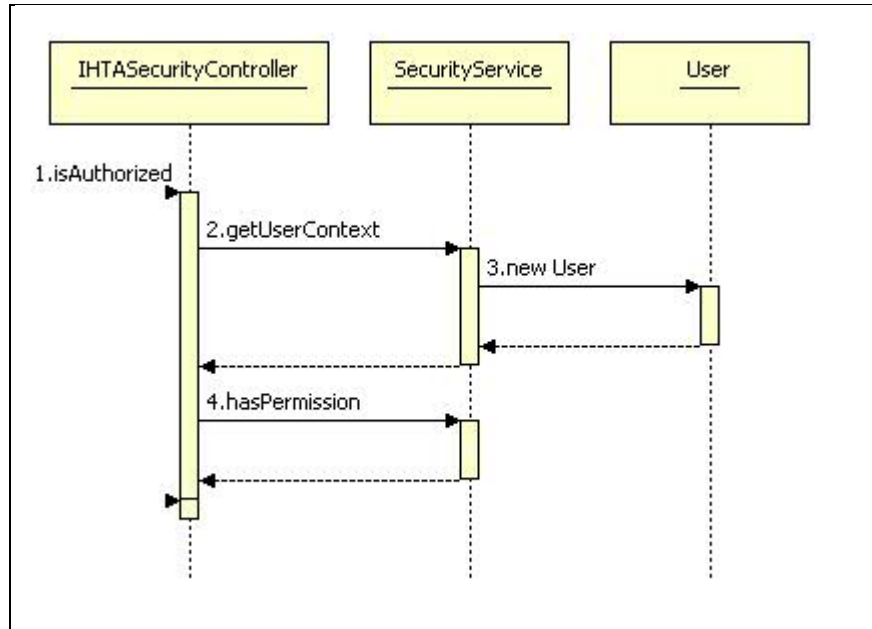 IHTASecurityController
SecurityService
User
1.isAuthorized
2.getUserContext
3.new User
4.hasPermission